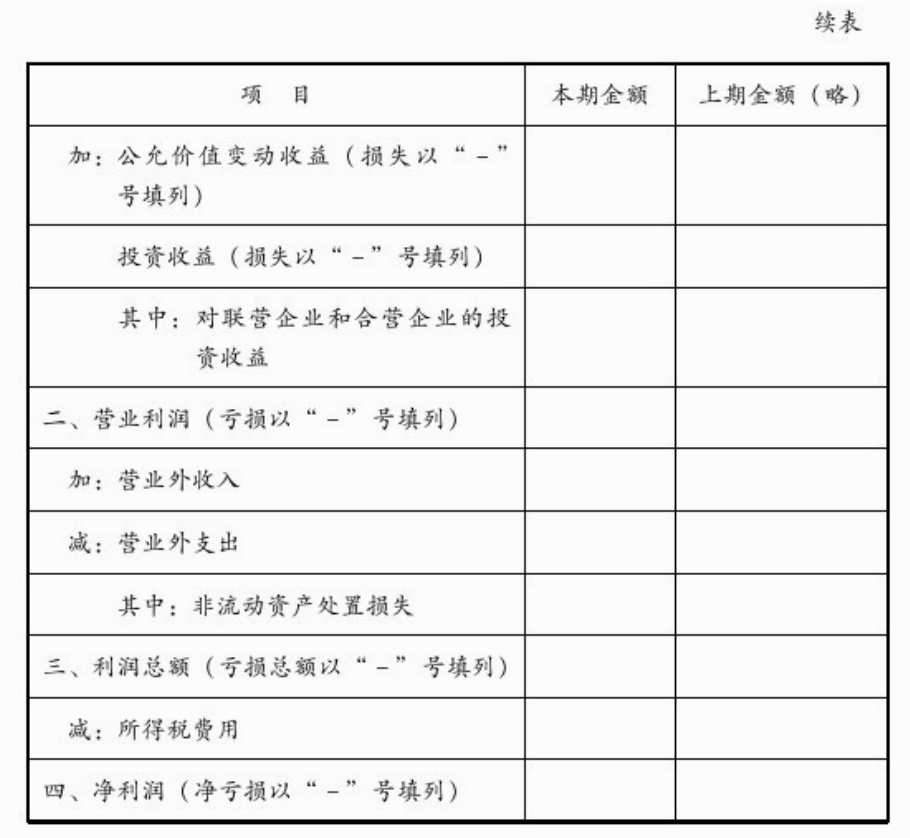 续表
项 目 本期金额 上期金额（略）
加：公允价值变动收益（损失以“－”
号填列）
投资收益（损失以“－”号填列）
其中：对联营企业和合营企业的投
资收益
二、营业利润（亏损以“－”号填列）
加：营业外收入
减：营业外支出
其中：非流动资产处置损失
三、利润总额（亏损总额以“－”号填列）
减：所得税费用
四、净利润（净亏损以“－”号填列）